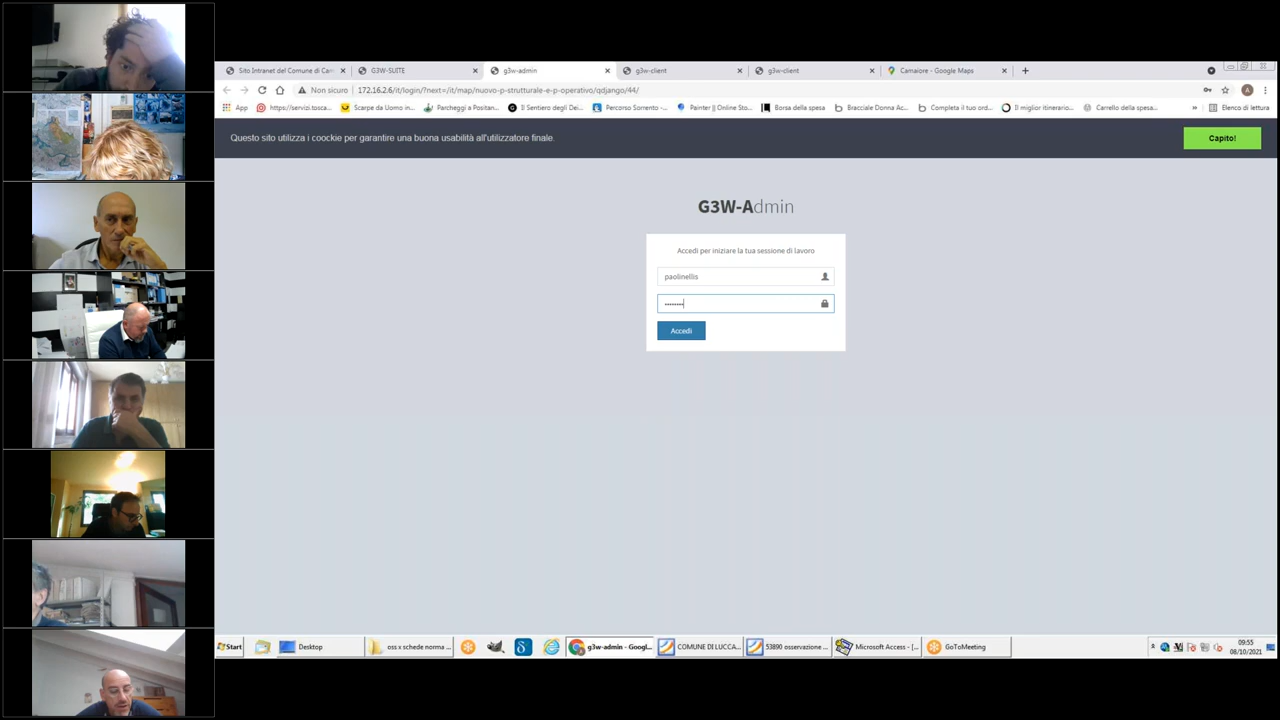 Sito Intranet del Comune di Car
G3W-SUITE
g3w-admin
g3w-client
g3w-client
Camaiore - Google Maps
Non sicuro
172.16.2.6/it/login/?next=/it/map/nuovo-p-strutturale-e-p-operativo/qdjango/44/
A
App
https://servizi.tosca...
Scarpe da Uomo in...
Parcheggi a Positan...
Il Sentiero degli Dei...
Percorso Sorrento -...
Painter || Online Sto...
Borsa della spesa
Bracciale Donna Ac...
Completa il tuo ord...
Il miglior itinerario...
Carrello della spesa...
»
Elenco di lettura
Questo sito utilizza i coockie per garantire una buona usabilità all'utilizzatore finale.
Capito!
G3W-Admin
Accedi per iniziare la tua sessione di lavoro
paolinellis
••••••••
Accedi
Start
Desktop
oss x schede norma ...
g3w-admin - Googl...
COMUNE DI LUCCA...
53890 osservazione ...
Microsoft Access - [...
GoToMeeting
09:55
08/10/2021